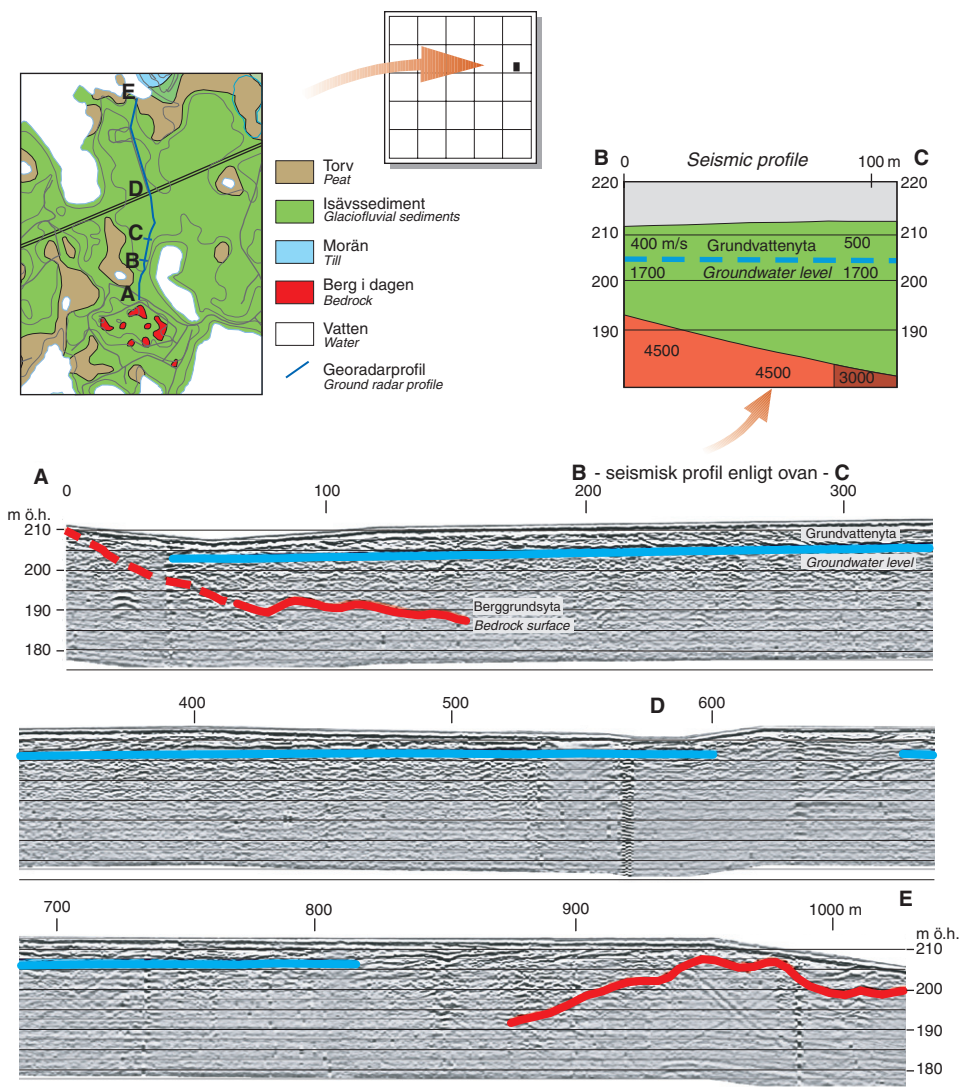 E
D
C
B
A
Torv
Peat
Isävssediment
Glaciofluvial sediments
Morän
Till
Berg i dagen
Bedrock
Vatten
Water
Georadarprofil
Ground radar profile
B 0 Seismic profile 100 m C
220 220
210 210
400 m/s Grundvattenyta 500
1700 Groundwater level 1700
200 200
190 190
4500
4500 3000
B - seismisk profil enligt ovan - C
A
0 100 200 300
m ö.h.
210
200
190
180
Grundvattenyta
Groundwater level
Berggrundsyta
Bedrock surface
400 500 D 600
700 800 900 1000 m E
m ö.h.
210
200
190
180